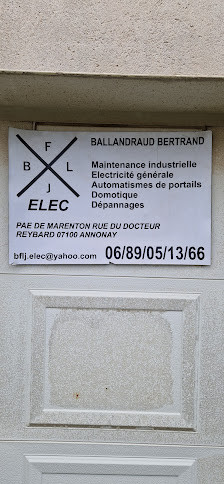 F
B L
J
ELEC
BALLANDRAUD BERTRAND
Maintenance industrielle
Electricité générale
Automatismes de portails
Domotique
Dépannages
PAE DE MARENTON RUE DU DOCTEUR
REYBARD 07100 ANNONAY
bflj.elec@yahoo.com 06/89/05/13/66